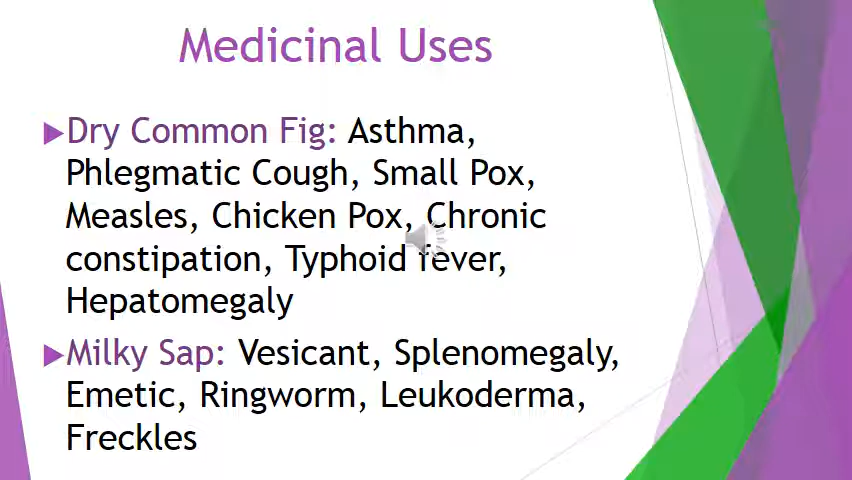 Medicinal Uses
Dry Common Fig: Asthma,
Phlegmatic Cough, Small Pox,
Measles, Chicken Pox, Chronic
constipation, Typhoid fever,
Hepatomegaly
Milky Sap: Vesicant, Splenomegaly,
Emetic, Ringworm, Leukoderma,
Freckles